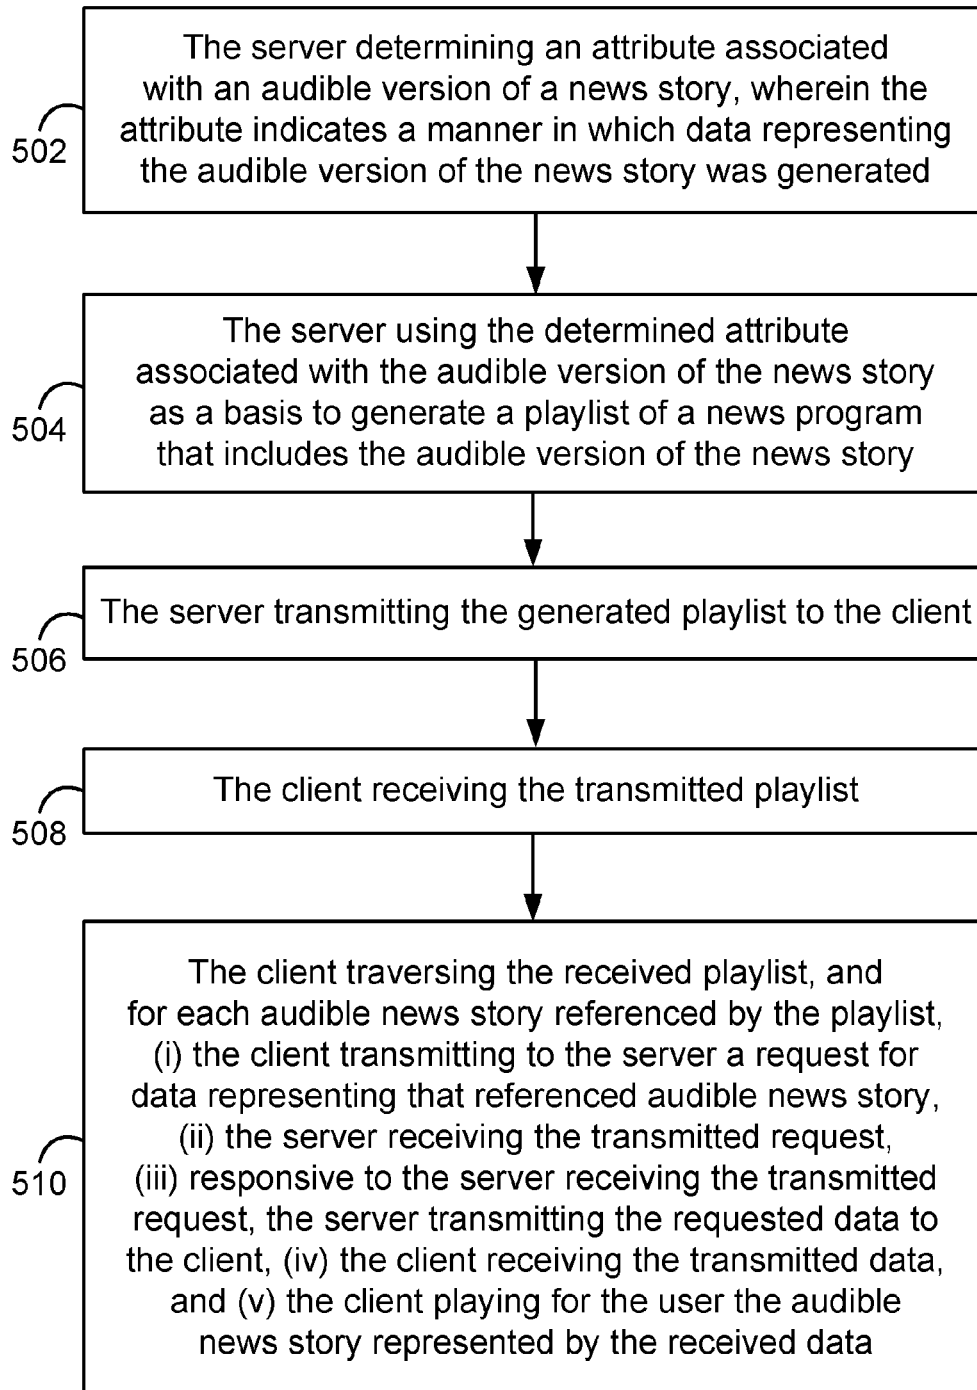 The server determining an attribute associated
with an audible version of a news story, wherein the
attribute indicates a manner in which data representing
the audible version of the news story was generated
502
The server using the determined attribute
associated with the audible version of the news story
as a basis to generate a playlist of a news program
that includes the audible version of the news story
504
The server transmitting the generated playlist to the client
506
The client receiving the transmitted playlist
508
The client traversing the received playlist, and
for each audible news story referenced by the playlist,
(i) the client transmitting to the server a request for
data representing that referenced audible news story,
(ii) the server receiving the transmitted request,
(iii) responsive to the server receiving the transmitted
request, the server transmitting the requested data to
the client, (iv) the client receiving the transmitted data,
and (v) the client playing for the user the audible
news story represented by the received data
510